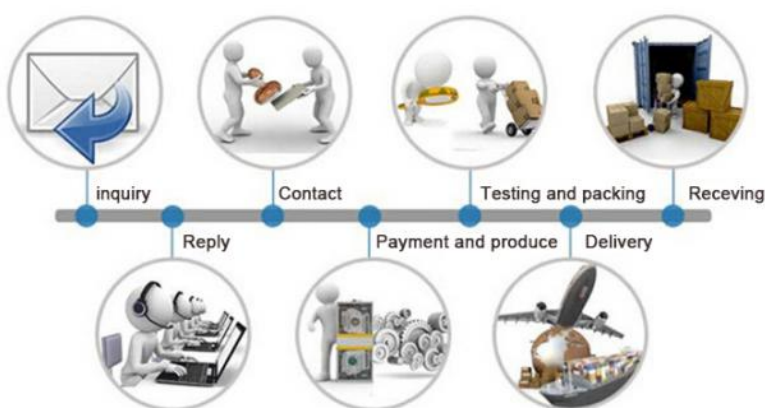 inquiry
Reply
Contact
Payment and produce
Testing and packing
Delivery
Receving